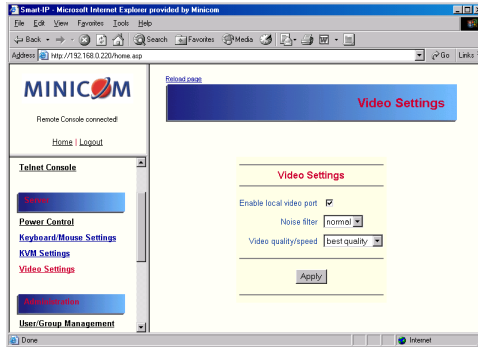 Smart-IP - Microsoft Internet Explorer provided by Minicom
File Edit View Favorites Tools Help
Back Search Favorites Media
Address http://192.168.0.220/home.asp Go Links
MINICOM
Remote Console connected!
Home | Logout
Telnet Console
Setup
Power Control
Keyboard/Mouse Settings
KVM Settings
Video Settings
Administration
User/Group Management
Reload page
Video Settings
Video Settings
Enable local video port
Noise filter normal
Video quality/speed best quality
Apply
Done Internet